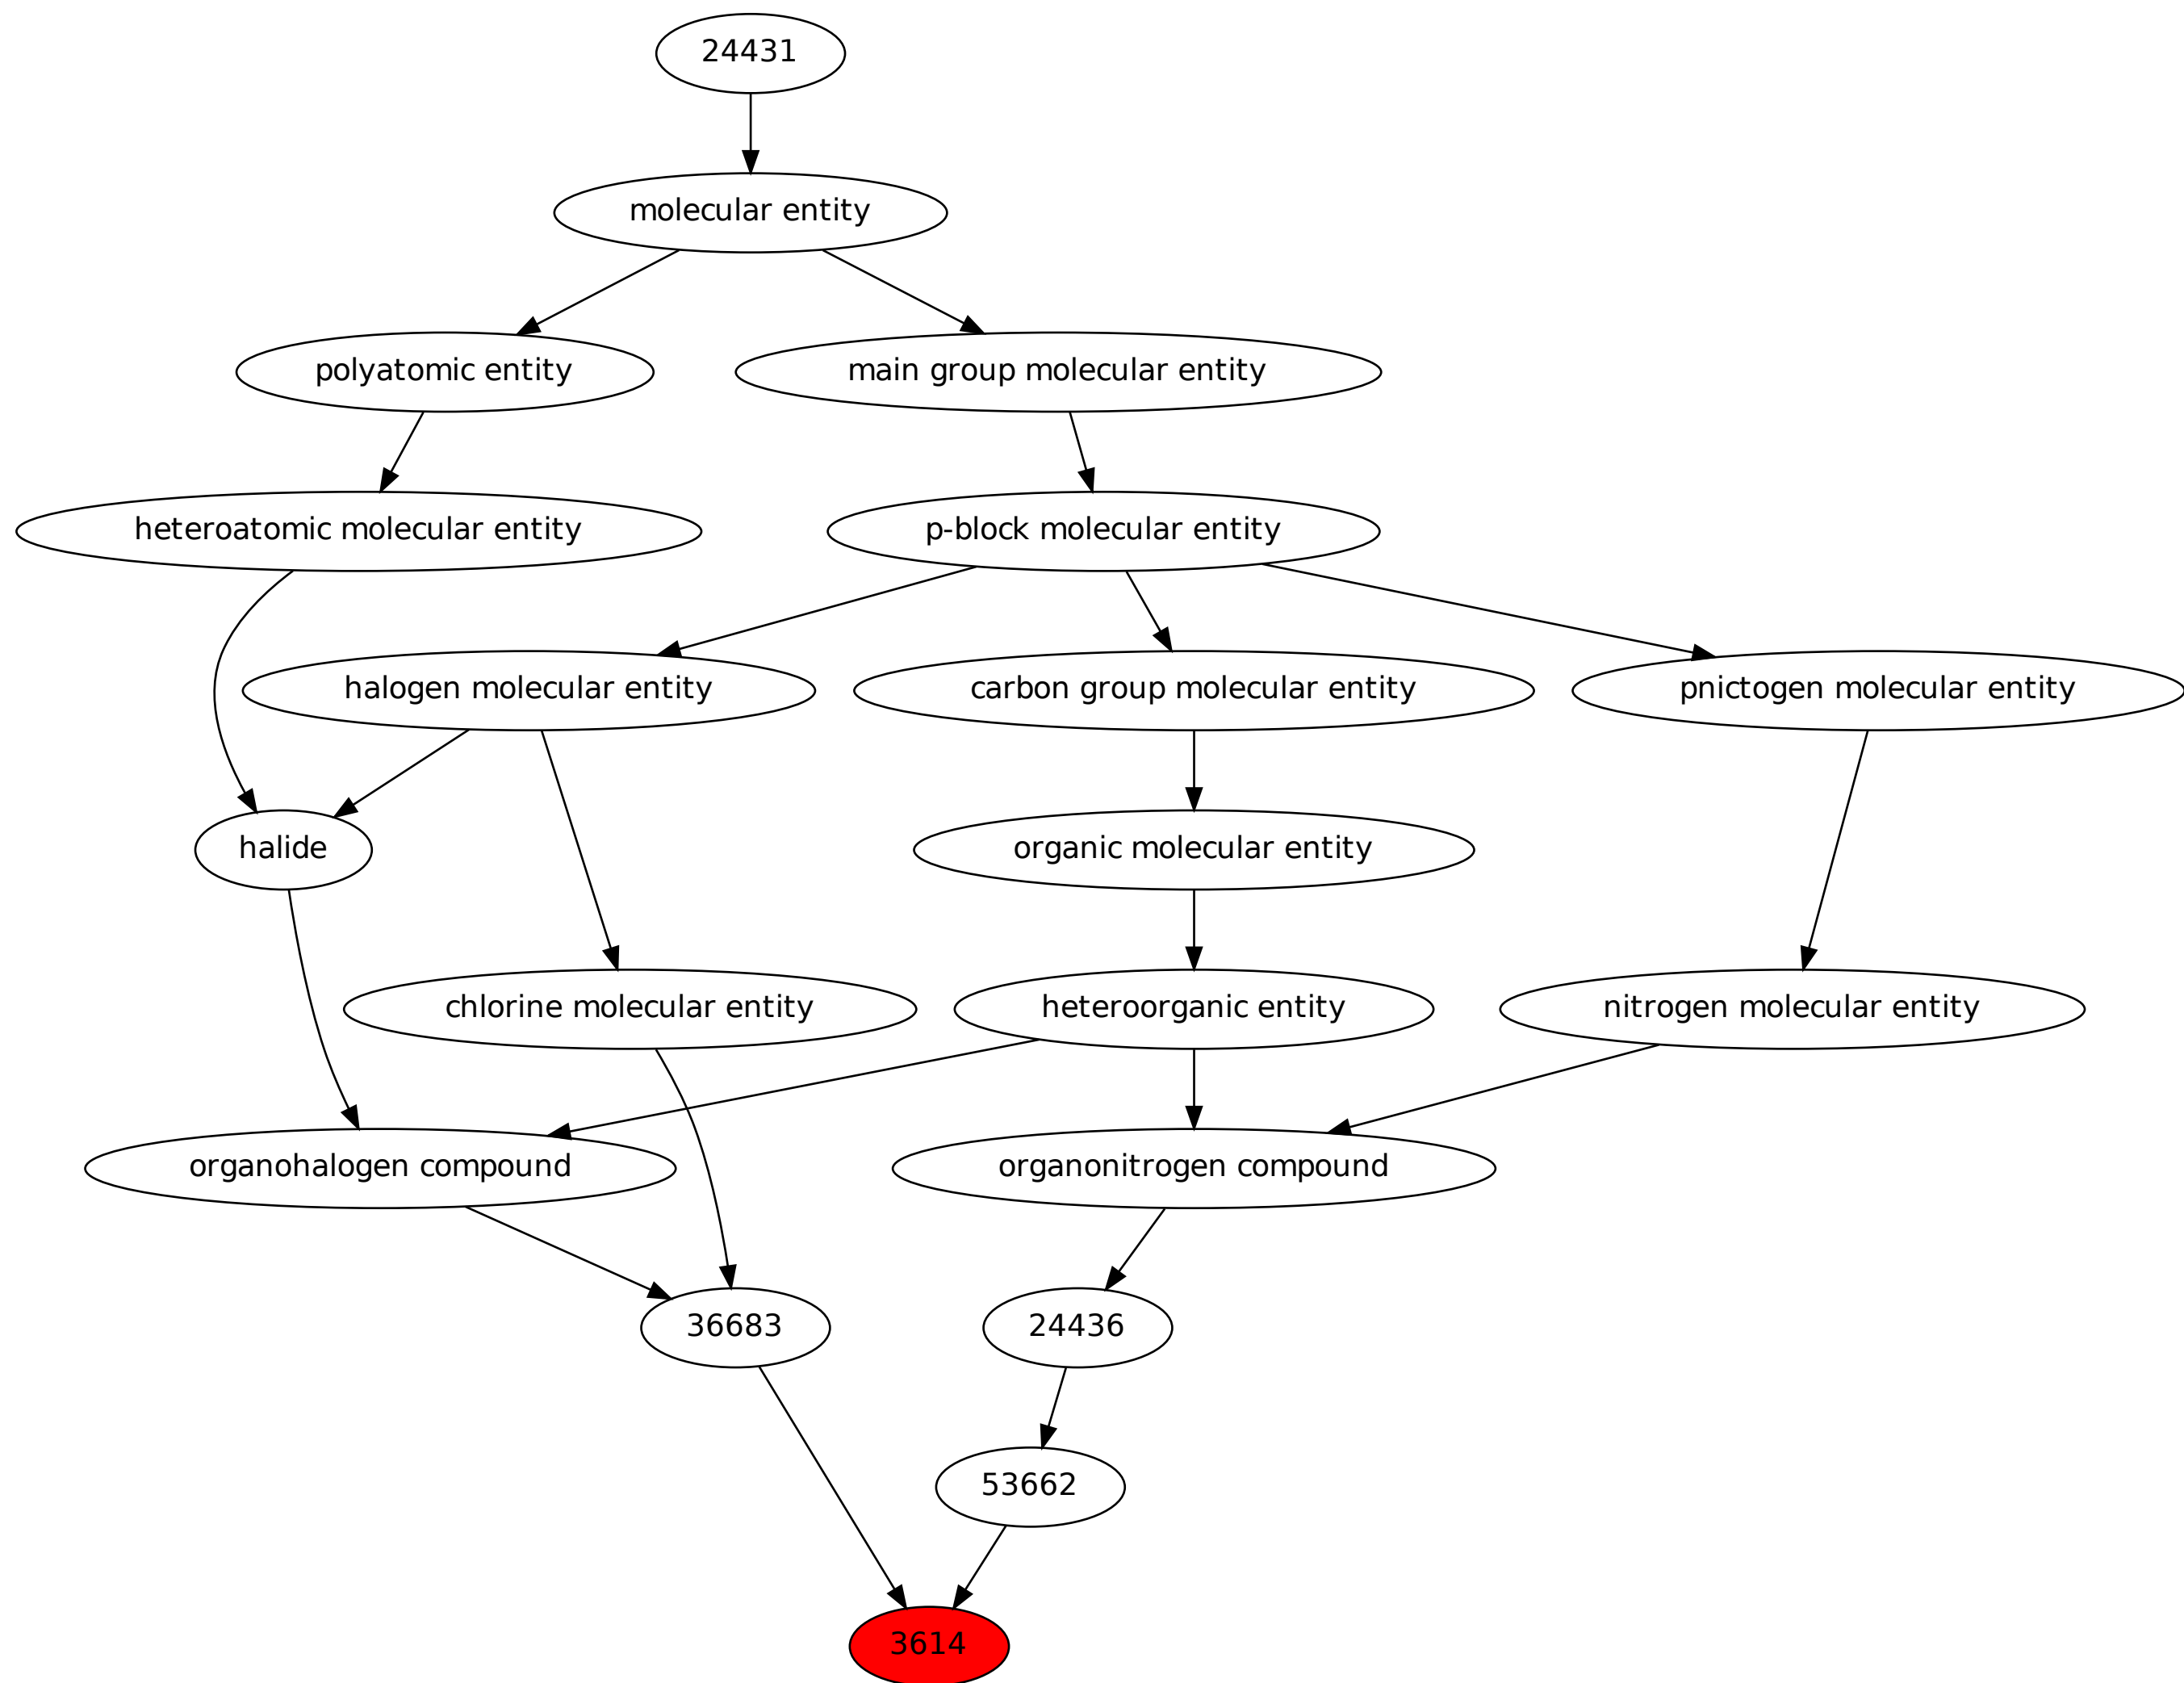 24431
molecular entity
polyatomic entity
main group molecular entity
heteroatomic molecular entity
p-block molecular entity
halogen molecular entity
carbon group molecular entity
pnictogen molecular entity
halide
organic molecular entity
chlorine molecular entity
heteroorganic entity
nitrogen molecular entity
organohalogen compound
organonitrogen compound
36683
24436
53662
3614